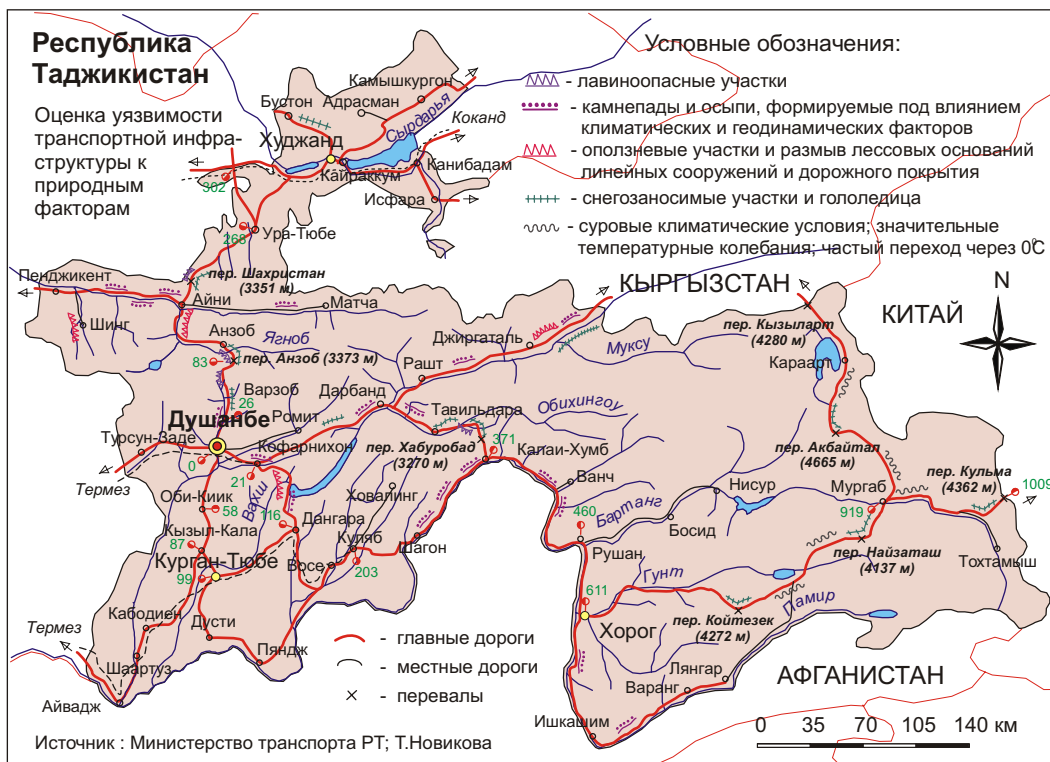 Республика
Таджикистан
Оценка уязвимости
транспортной инфра-
структуры к
природным
факторам
Условные обозначения:
- лавиноопасные участки
- камнепады и осыпи, формируемые под влиянием
климатических и геодинамических факторов
- оползневые участки и размыв лессовых оснований
линейных сооружений и дорожного покрытия
- снегозаносимые участки и гололедица
- суровые климатические условия; значительные
температурные колебания; частый переход через 0⁰С
Камышкургон
Бустон
Адрасман
Сырдарья
Коканд
Худжанд
Канибадам
Кайраккум
302
Исфара
268
Ура-Тюбе
пер. Шахристан
(3351 м)
Пенджикент
Айни
Матча
КЫРГЫЗСТАН
КИТАЙ
N
Шинг
Анзоб
Ягноб
Джиргаталь
Муксу
пер. Кызыларт
(4280 м)
83
пер. Анзоб (3373 м)
Караарт
Рашт
Варзоб
26
Дарбанд
Обихингоу
Душанбе
Ромит
Тавильдара
Турсун-Заде
Кофарнихон
пер. Хабуробад
(3270 м)
371
Калаи-Хумб
пер. Акбайтал
(4665 м)
0
Термез
21
Ховалинг
Ванч
Нисур
Мургаб
пер. Кульма
(4362 м)
1009
Оби-Киик
58
Вахш
116
460
Бартанг
919
Кызыл-Кала
87
Дангара
Куляб
Шагон
Босид
Рушан
пер. Найзаташ
(4137 м)
Курган-Тюбе
99
Восе
203
Тохтамыш
611
Гунт
Памир
Кабодиен
Дусти
Хорог
пер. Койтезек
(4272 м)
Термез
Шаартуз
Пяндж
- главные дороги
- местные дороги
- перевалы
Лянгар
Варанг
АФГАНИСТАН
Айвадж
Ишкашим
0 35 70 105 140 км
Источник : Министерство транспорта РТ; Т.Новикова